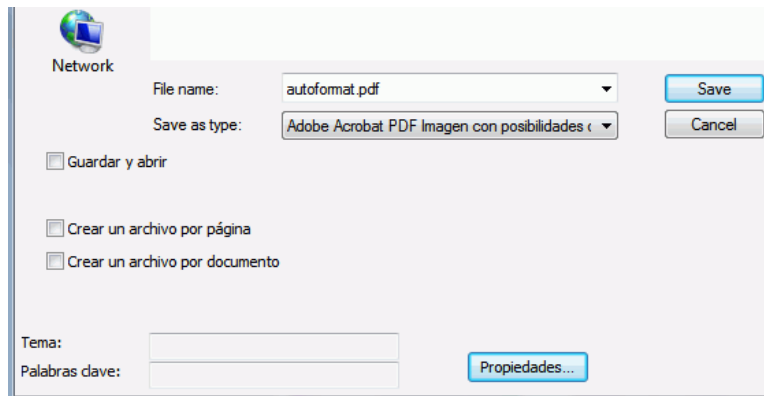 Network
File name: autoformat.pdf Save
Save as type: Adobe Acrobat PDF Imagen con posibilidades Cancel
Guardar y abrir
Crear un archivo por página
Crear un archivo por documento
Tema:
Palabras clave: Propiedades...